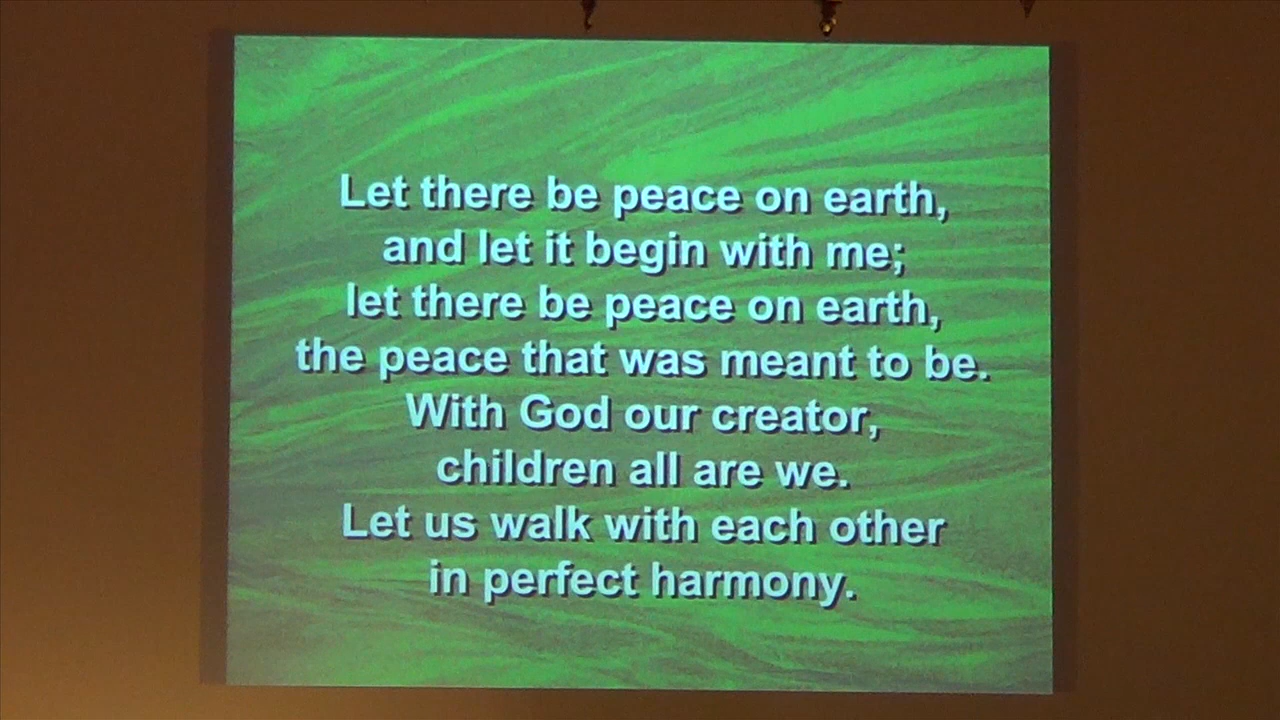 Let there be peace on earth,
and let it begin with me;
let there be peace on earth,
the peace that was meant to be.
With God our creator,
children all are we.
Let us walk with each other
in perfect harmony.